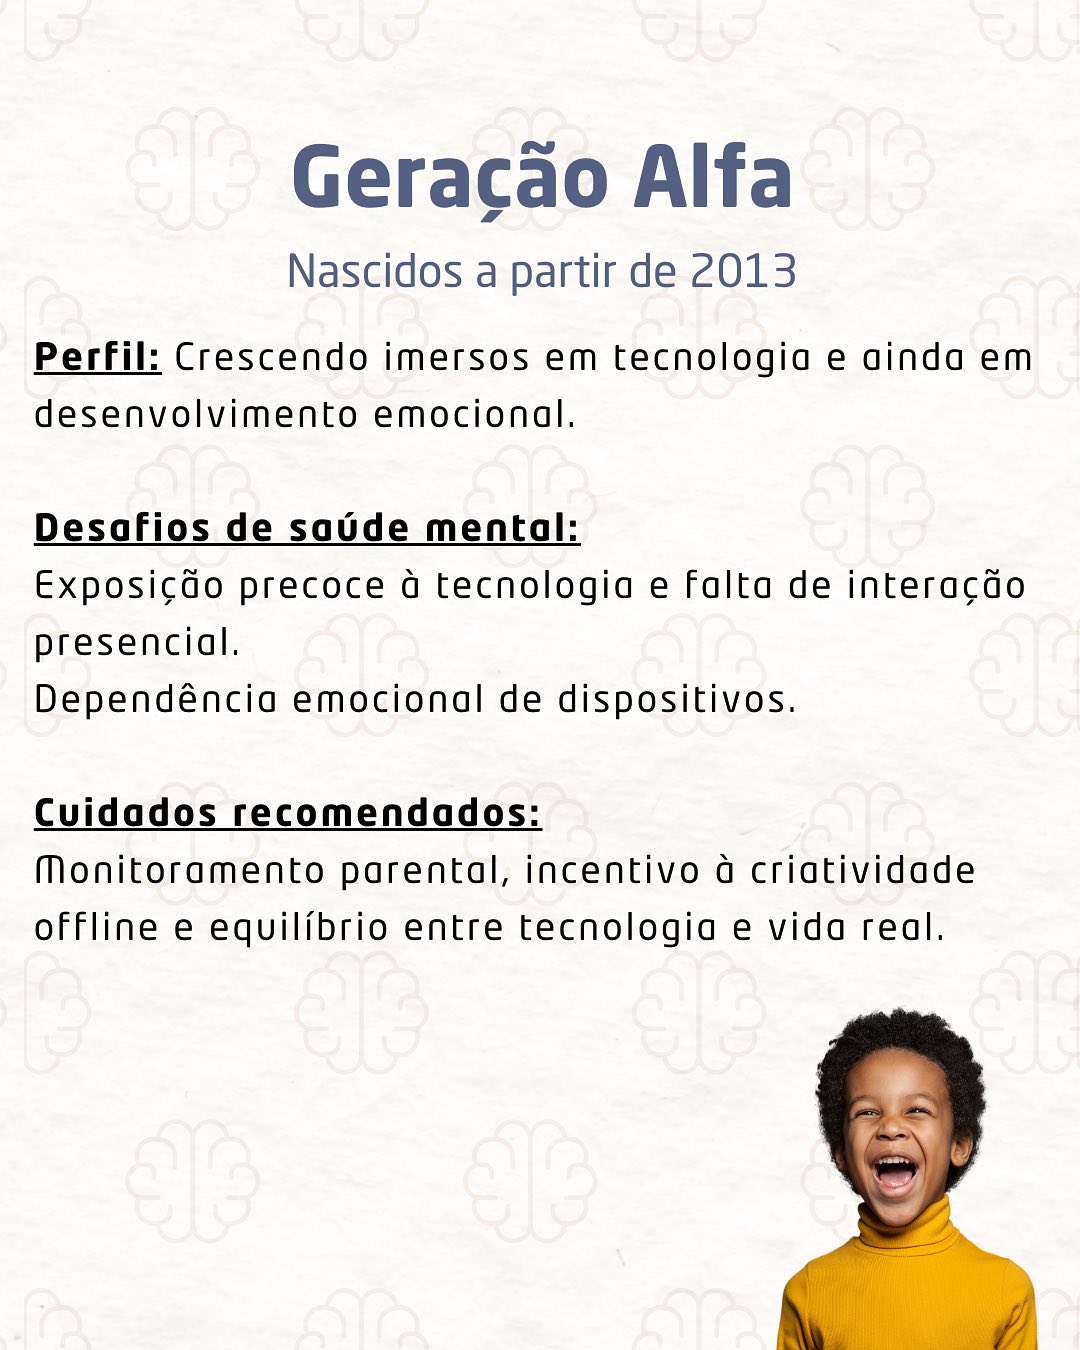 Geração Alfa
Nascidos a partir de 2013
Perfil: Crescendo imersos em tecnologia e ainda em
desenvolvimento emocional.
Desafios de saúde mental:
Exposição precoce à tecnologia e falta de interação
presencial.
Dependência emocional de dispositivos.
Cuidados recomendados:
Monitoramento parental, incentivo à criatividade
offline e equilíbrio entre tecnologia e vida real.